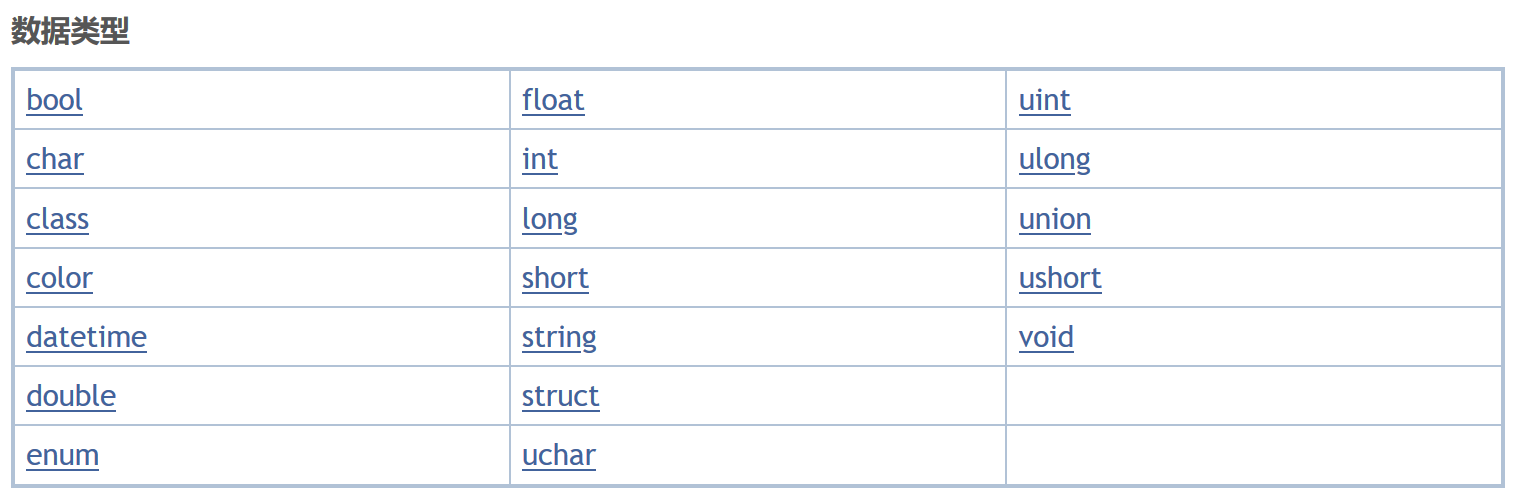 数据类型
bool float uint
char int ulong
class long union
color short ushort
datetime string void
double struct
enum uchar